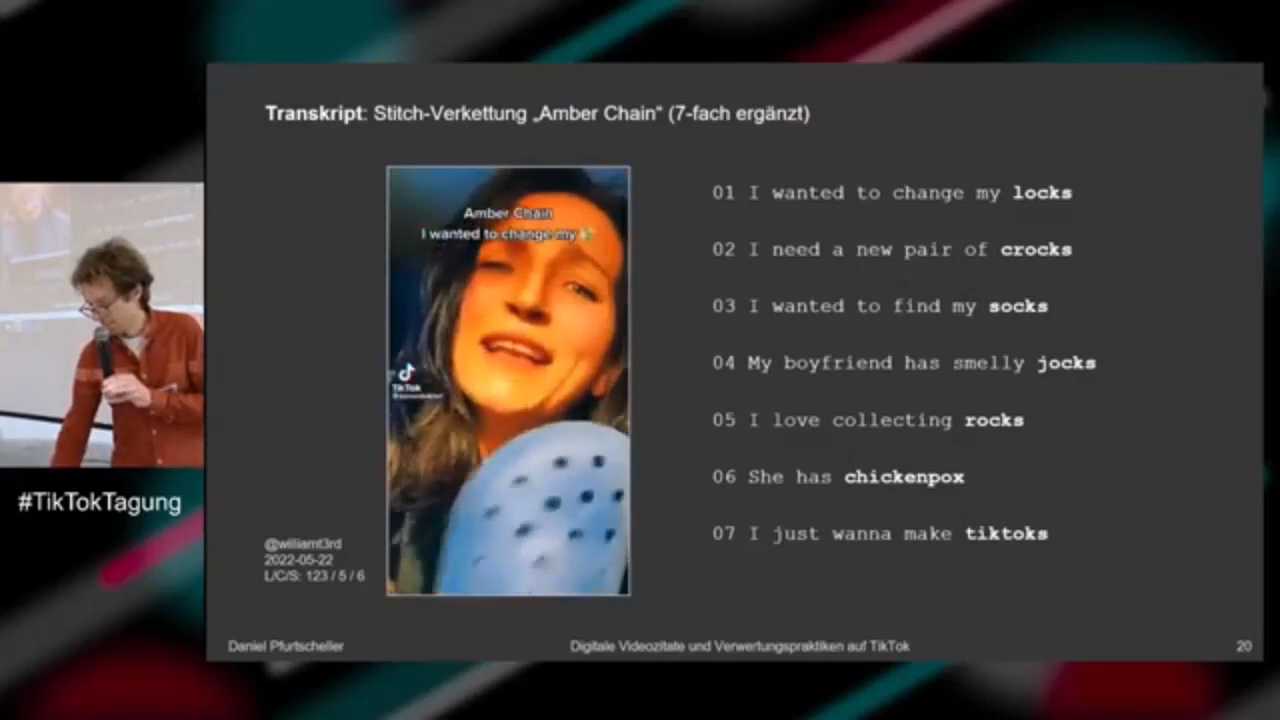 Transkript: Stitch-Verkettung „Amber Chain“ (7-fach ergänzt)
Amber Chain
I wanted to change my
TikTok
01 I wanted to change my locks
02 I need a new pair of crocks
03 I wanted to find my socks
04 My boyfriend has smelly jocks
05 I love collecting rocks
06 She has chickenpox
07 I just wanna make tiktoks
#TikTokTagung
@williamt3rd
2022-05-22
L/C/S: 123 / 5 / 6
Daniel Pfurtscheller
Digitale Videozitate und Verwertungspraktiken auf TikTok
20